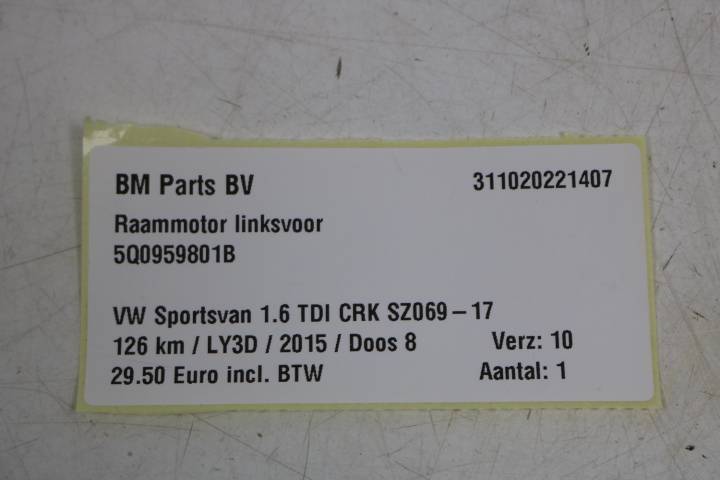 BM Parts BV 311020221407
Raammotor linksvoor
5Q0959801B
VW Sportsvan 1.6 TDI CRK SZ069-17
126 km / LY3D / 2015 / Doos 8 Verz: 10
29.50 Euro incl. BTW Aantal: 1